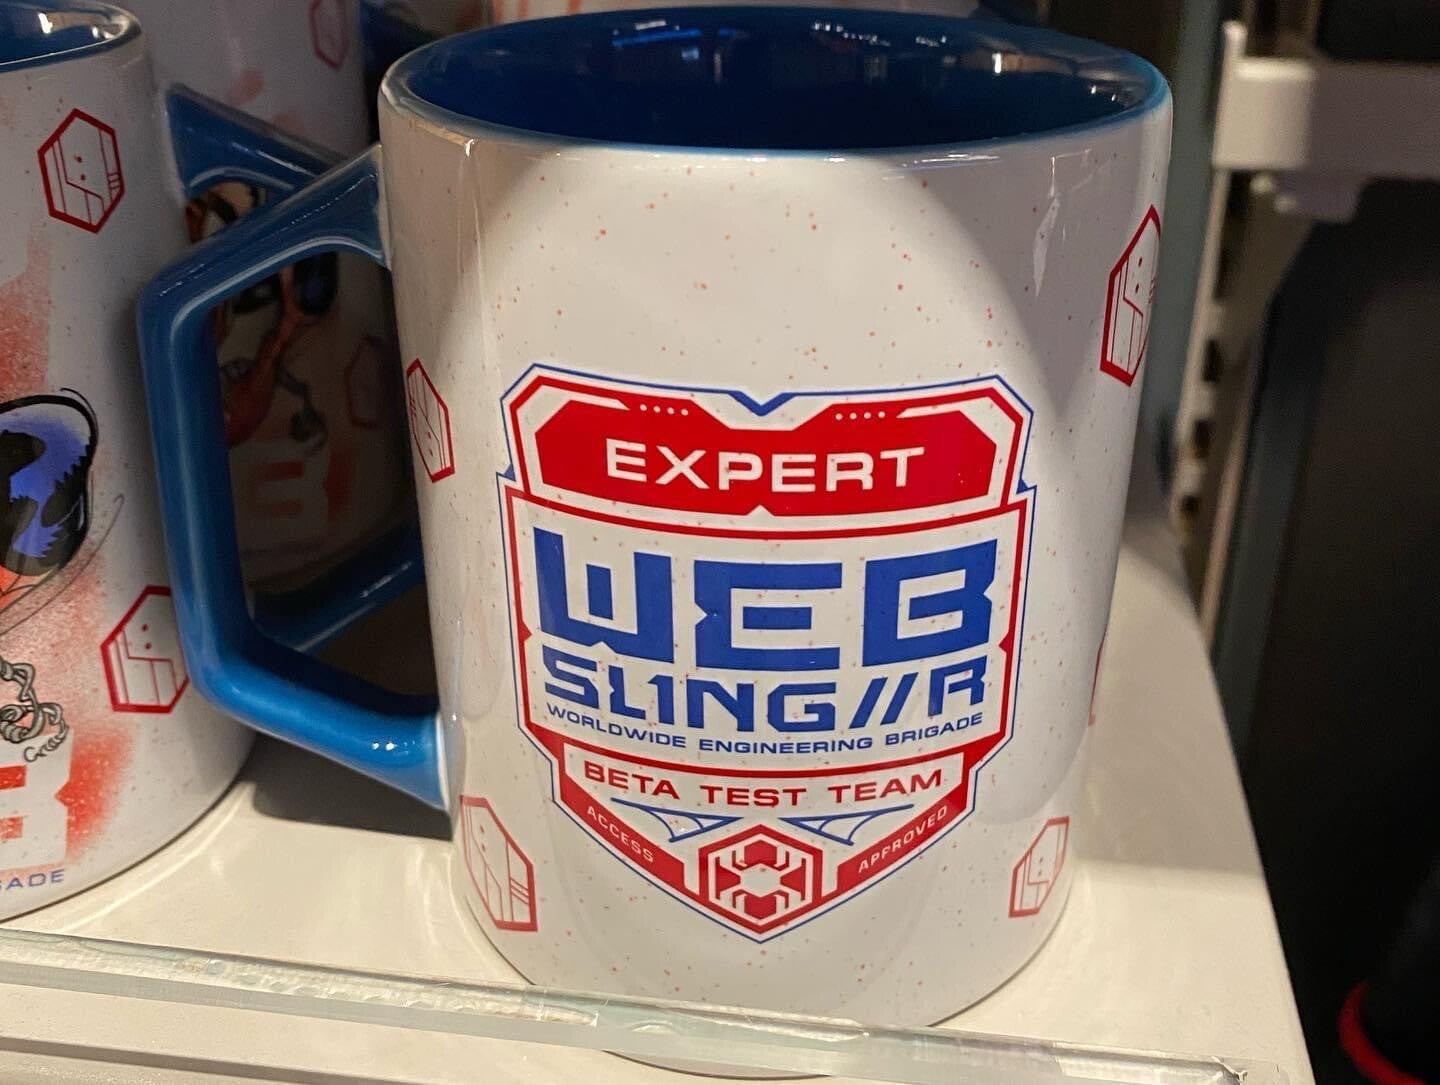 EXPERT
WEB
SL1NG//R
WORLDWIDE ENGINEERING BRIGADE
BETA TEST TEAM
ACCESS APPROVED